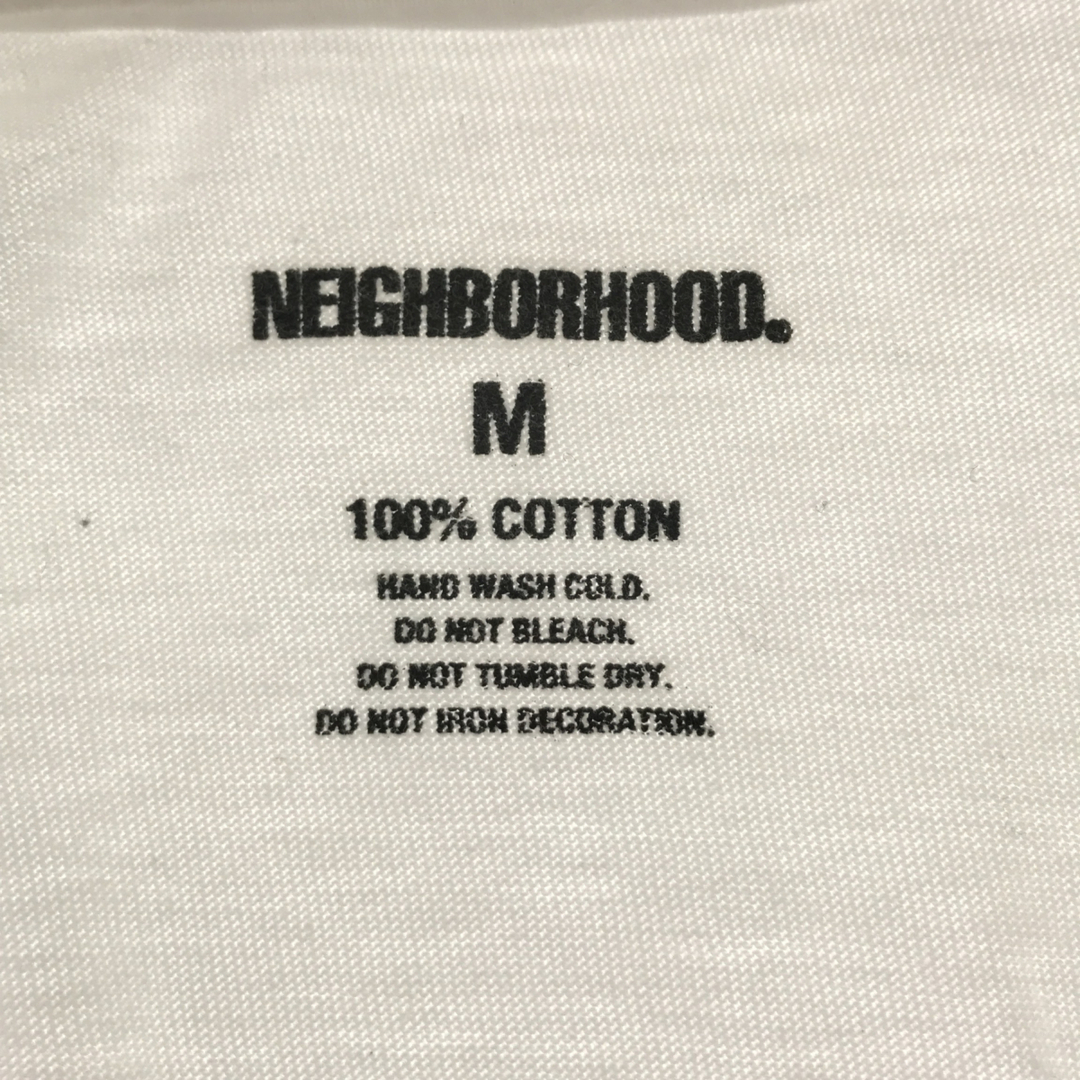 NEIGHBORHOOD.
M
100% COTTON
HAND WASH COLD.
DO NOT BLEACH.
DO NOT TUMBLE DRY.
DO NOT IRON DECORATION.